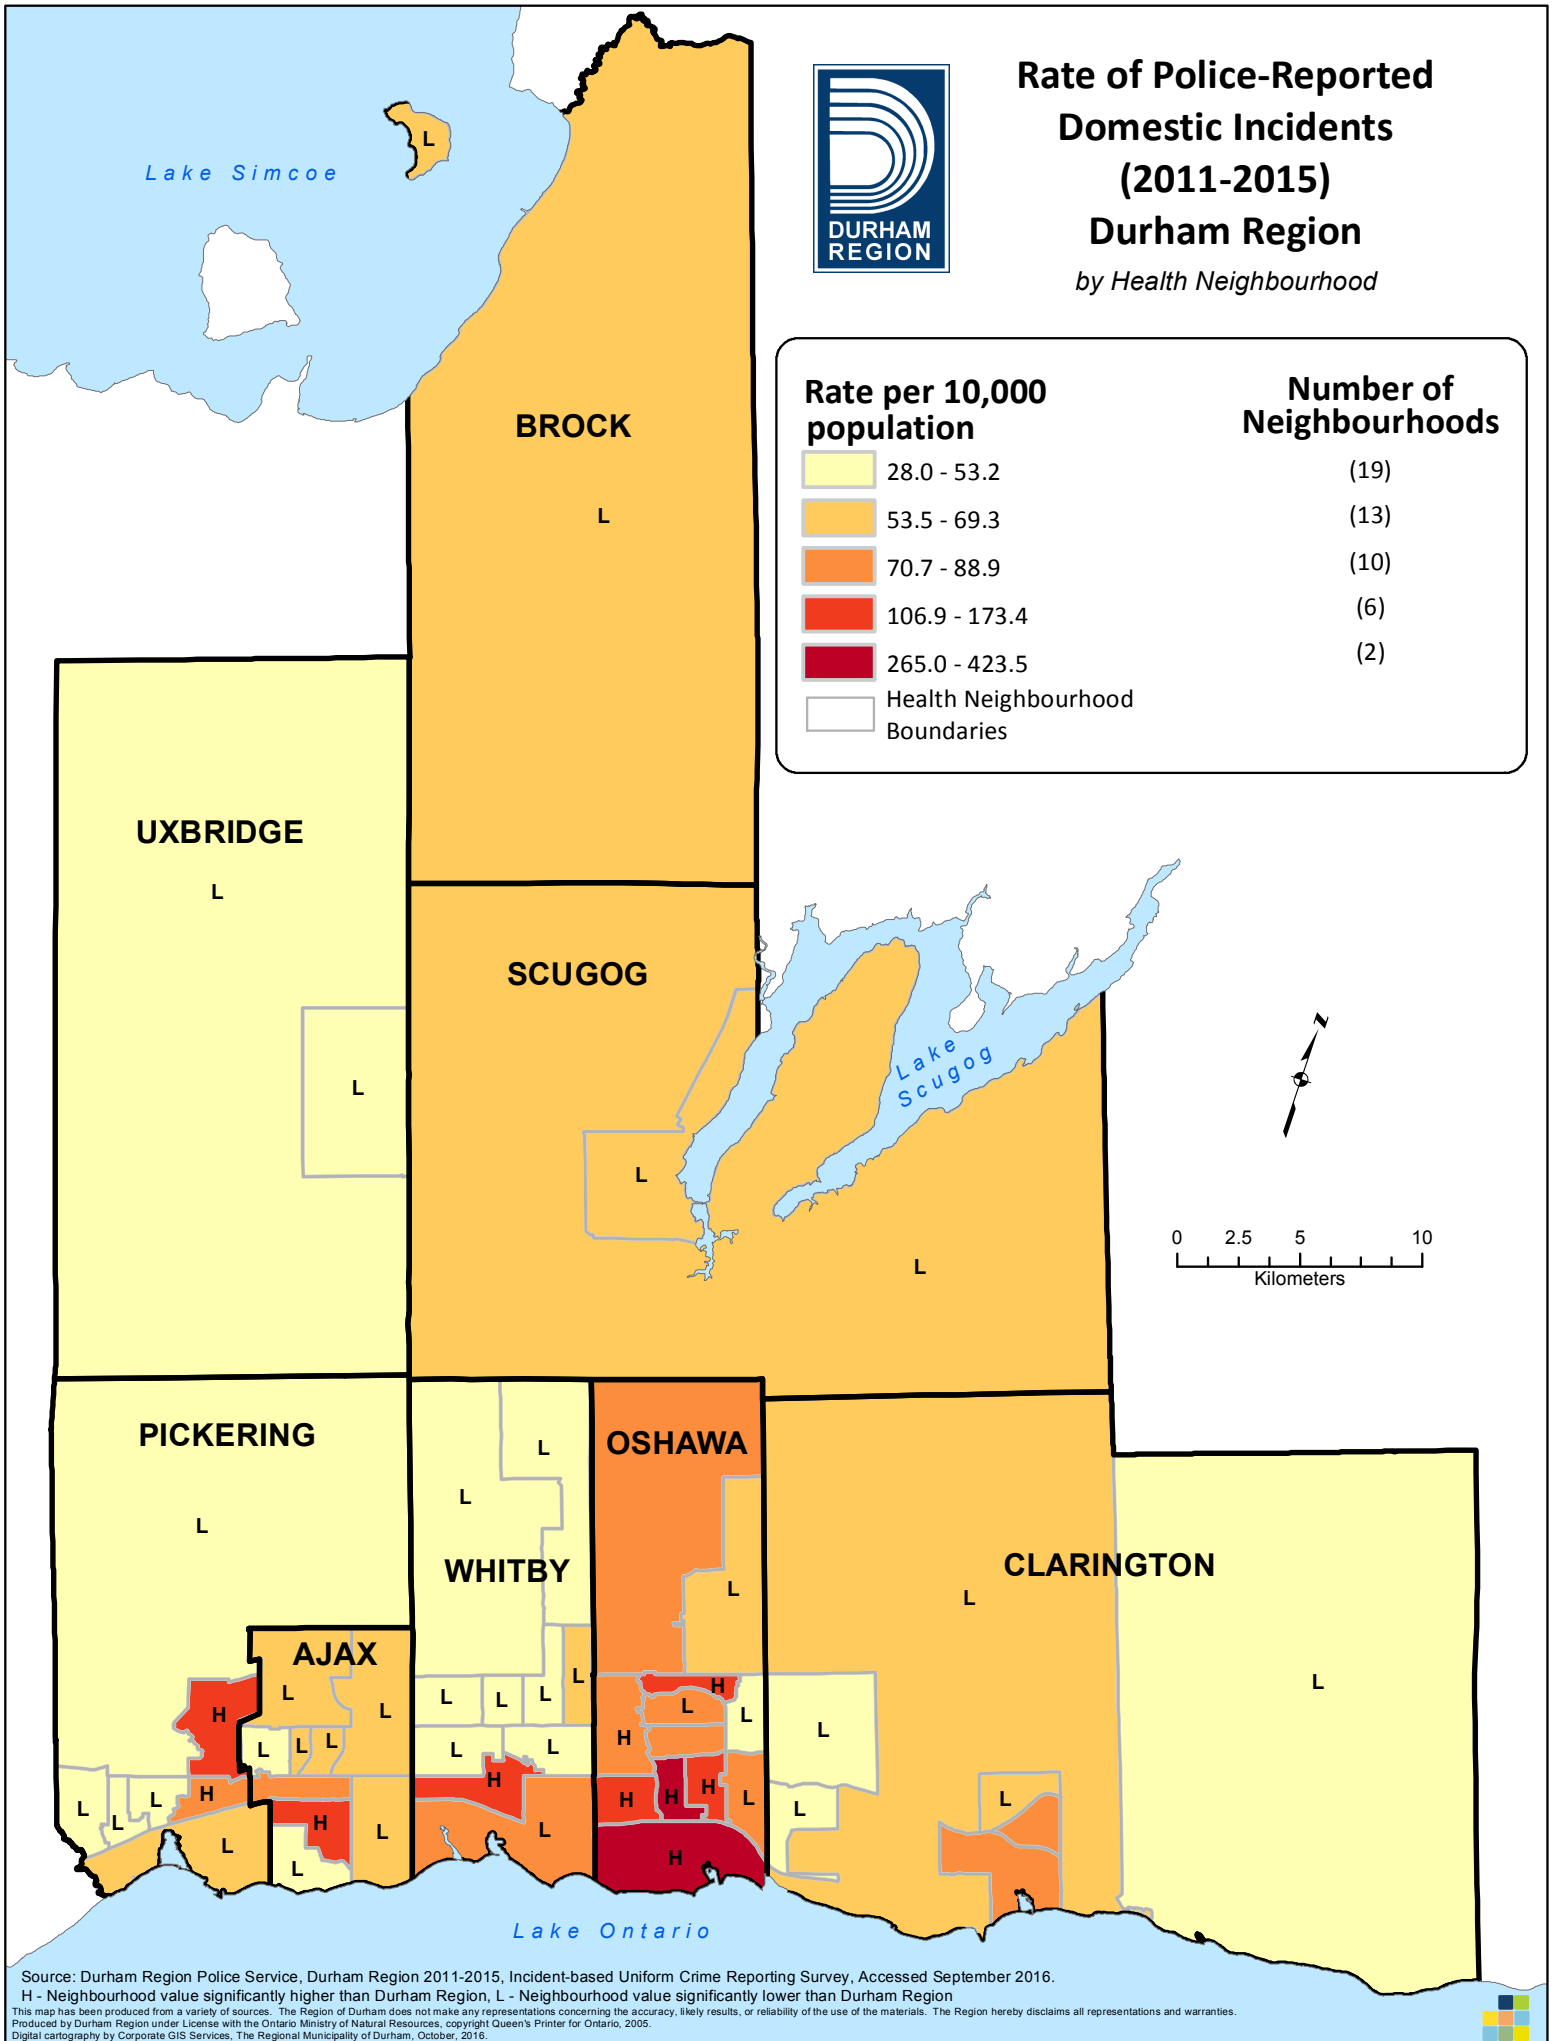 Rate of Police-Reported
Domestic Incidents
(2011-2015)
Durham Region
by Health Neighbourhood
DURHAM
REGION
Rate per 10,000
population
Number of
Neighbourhoods
28.0 - 53.2 (19)
53.5 - 69.3 (13)
70.7 - 88.9 (10)
106.9 - 173.4 (6)
265.0 - 423.5 (2)
Health Neighbourhood
Boundaries
L
Lake Simcoe
BROCK
L
UXBRIDGE
L
L
SCUGOG
L
L
Lake
Scugog
N
0 2.5 5 10
Kilometers
PICKERING
L
H
L
L
L
H
L
AJAX
L
L
L
L
L
H
L
L
WHITBY
L
L
L
L
L
L
L
L
H
L
OSHAWA
L
H
L
L
H
H
H
H
L
H
CLARINGTON
L
L
L
L
L
Lake Ontario
Source: Durham Region Police Service, Durham Region 2011-2015, Incident-based Uniform Crime Reporting Survey, Accessed September 2016.
H - Neighbourhood value significantly higher than Durham Region, L - Neighbourhood value significantly lower than Durham Region
This map has been produced from a variety of sources. The Region of Durham does not make any representations concerning the accuracy, likely results, or reliability of the use of the materials. The Region hereby disclaims all representations and warranties.
Produced by Durham Region under License with the Ontario Ministry of Natural Resources, copyright Queen's Printer for Ontario, 2005.
Digital cartography by Corporate GIS Services, The Regional Municipality of Durham, October, 2016.